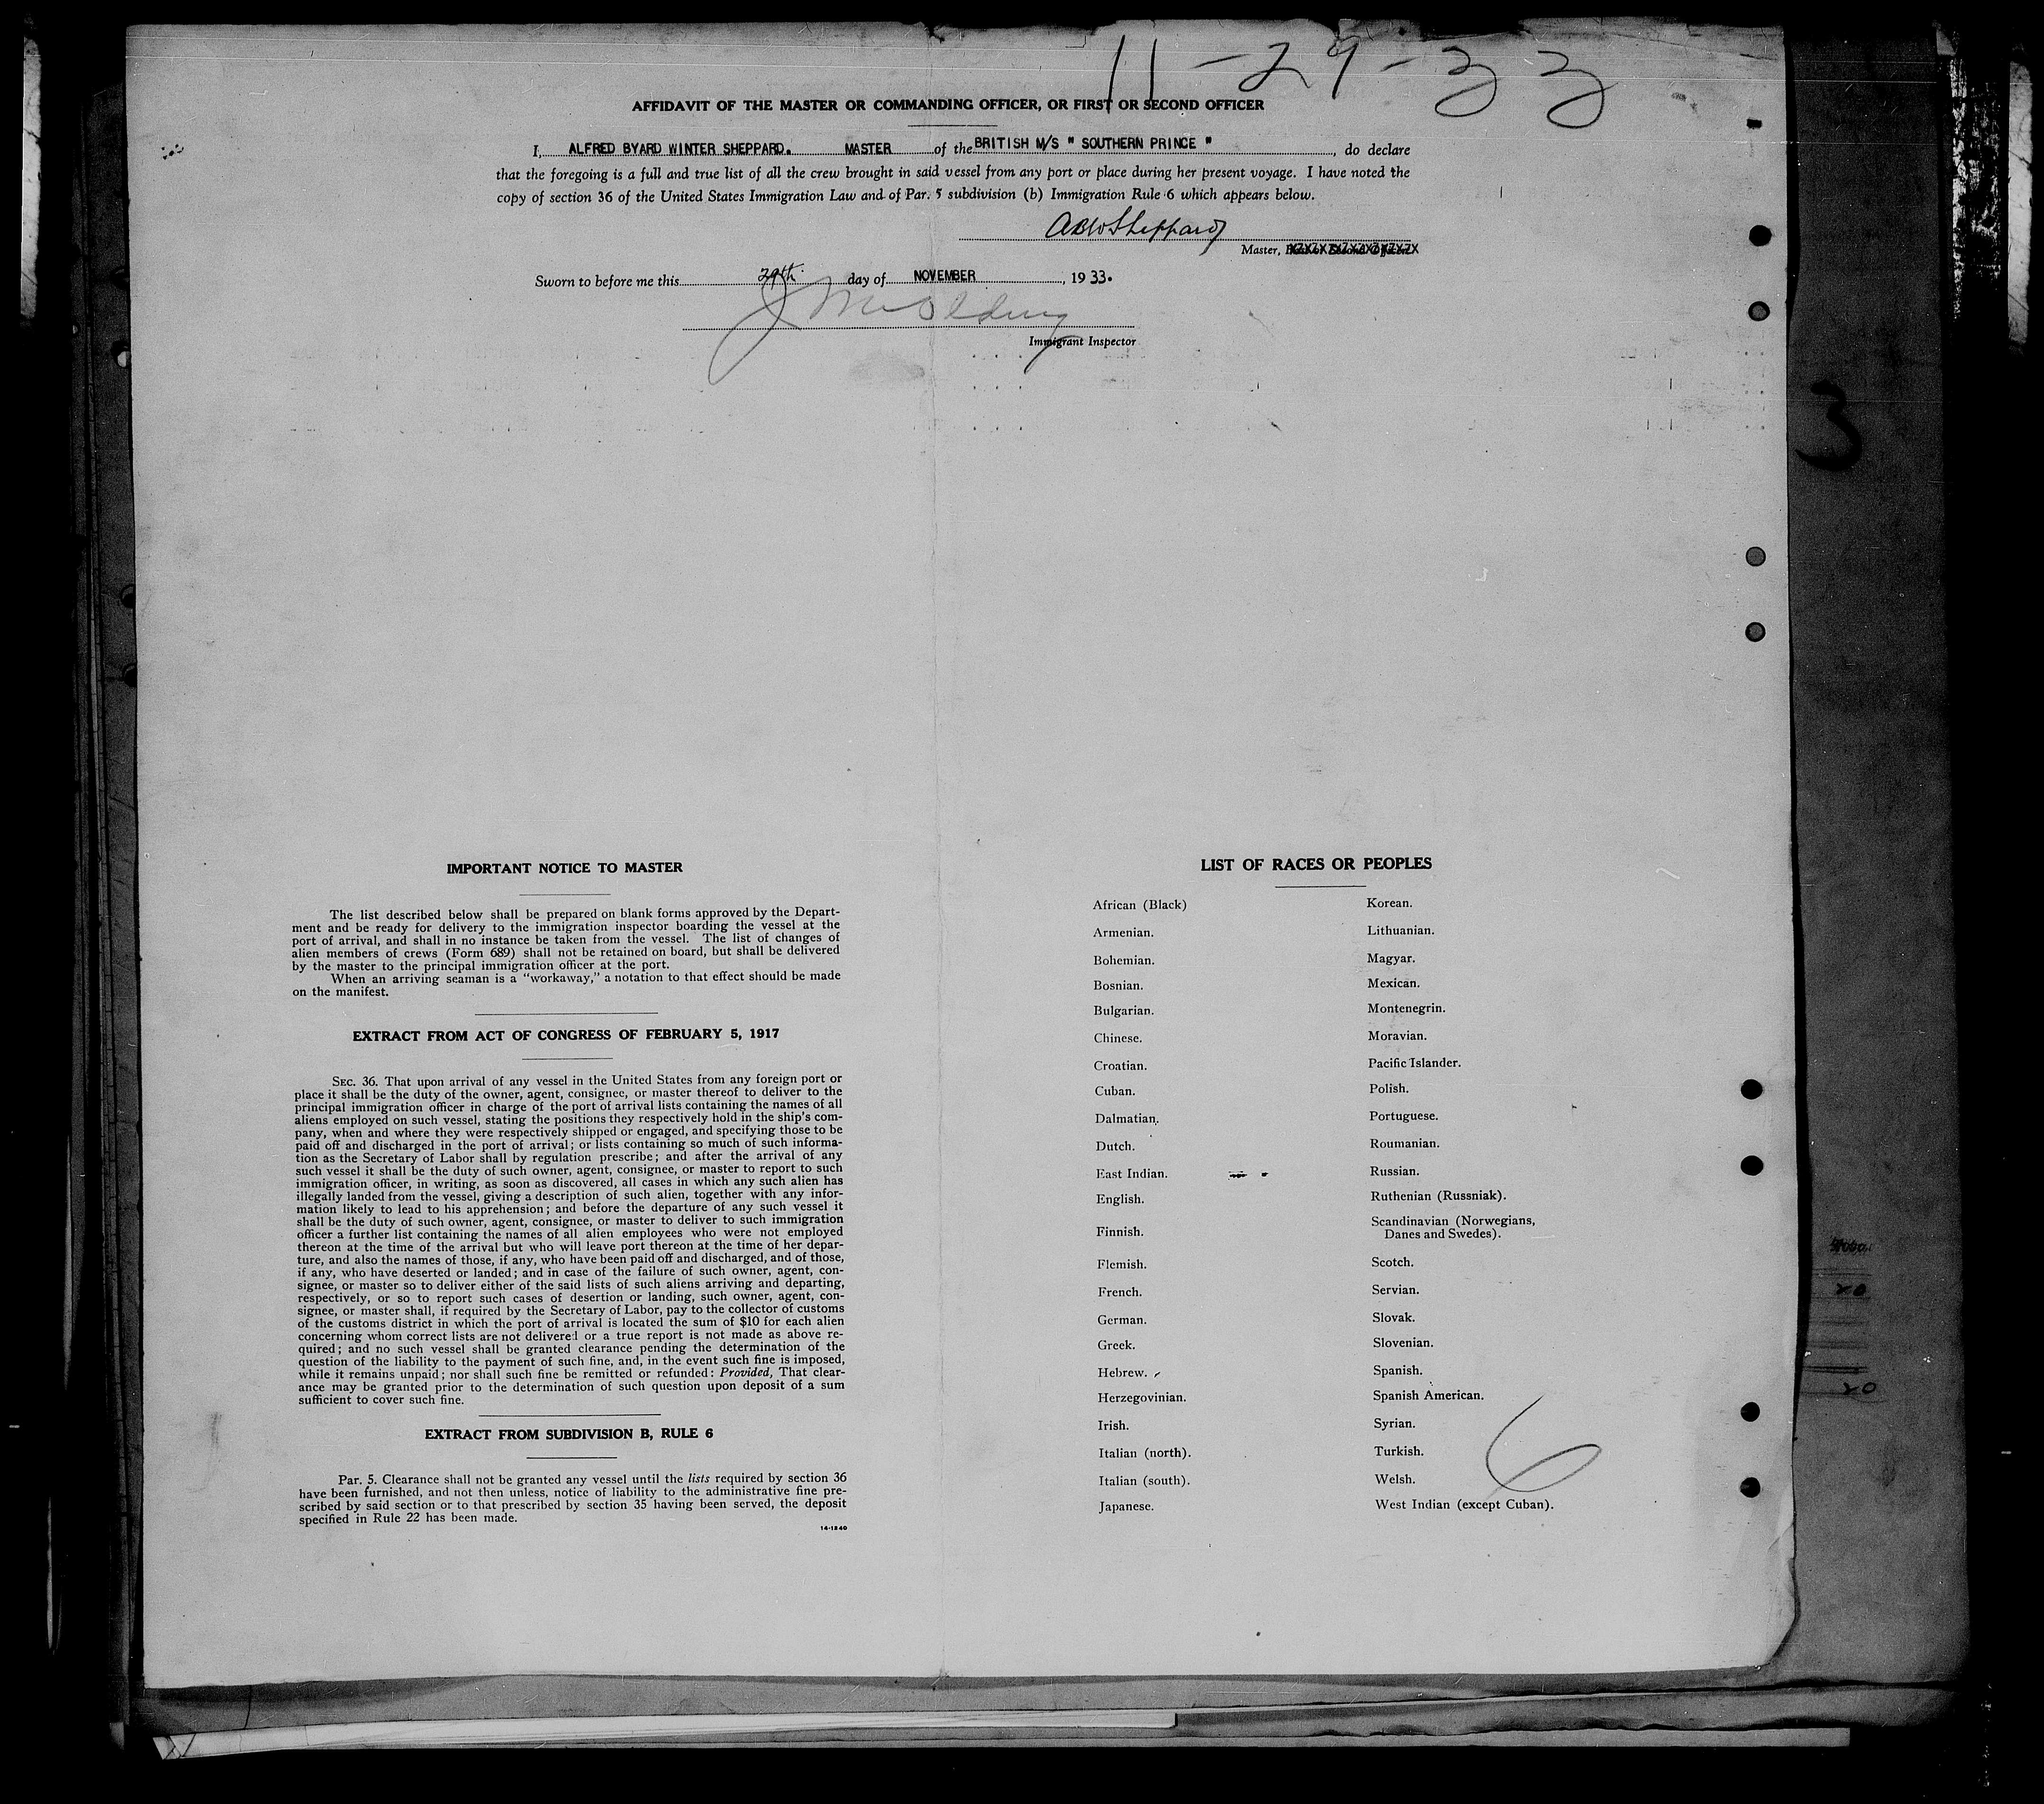 11-29-33
AFFIDAVIT OF THE MASTER OR COMMANDING OFFICER, OR FIRST OR SECOND OFFICER
I, ALFRED BYARD WINTER SHEPPARD. MASTER of the BRITISH M/S " SOUTHERN PRINCE " , do declare
that the foregoing is a full and true list of all the crew brought in said vessel from any port or place during her present voyage. I have noted the
copy of section 36 of the United States Immigration Law and of Par. 5 subdivision (b) Immigration Rule 6 which appears below.
ABWSheppard
Master,
Sworn to before me this 29th day of NOVEMBER , 19 33.
Immigrant Inspector
3
IMPORTANT NOTICE TO MASTER
The list described below shall be prepared on blank forms approved by the Depart-
ment and be ready for delivery to the immigration inspector boarding the vessel at the
port of arrival, and shall in no instance be taken from the vessel. The list of changes of
alien members of crews (Form 689) shall not be retained on board, but shall be delivered
by the master to the principal immigration officer at the port.
When an arriving seaman is a "workaway," a notation to that effect should be made
on the manifest.
EXTRACT FROM ACT OF CONGRESS OF FEBRUARY 5, 1917
SEC. 36. That upon arrival of any vessel in the United States from any foreign port or
place it shall be the duty of the owner, agent, consignee, or master thereof to deliver to the
principal immigration officer in charge of the port of arrival lists containing the names of all
aliens employed on such vessel, stating the positions they respectively hold in the ship's com-
pany, when and where they were respectively shipped or engaged, and specifying those to be
paid off and discharged in the port of arrival; or lists containing so much of such informa-
tion as the Secretary of Labor shall by regulation prescribe; and after the arrival of any
such vessel it shall be the duty of such owner, agent, consignee, or master to report to such
immigration officer, in writing, as soon as discovered, all cases in which any such alien has
illegally landed from the vessel, giving a description of such alien, together with any infor-
mation likely to lead to his apprehension; and before the departure of any such vessel it
shall be the duty of such owner, agent, consignee, or master to deliver to such immigration
officer a further list containing the names of all alien employees who were not employed
thereon at the time of the arrival but who will leave port thereon at the time of her depar-
ture, and also the names of those, if any, who have been paid off and discharged, and of those,
if any, who have deserted or landed; and in case of the failure of such owner, agent, con-
signee, or master so to deliver either of the said lists of such aliens arriving and departing,
respectively, or so to report such cases of desertion or landing, such owner, agent, con-
signee, or master shall, if required by the Secretary of Labor, pay to the collector of customs
of the customs district in which the port of arrival is located the sum of $10 for each alien
concerning whom correct lists are not delivered or a true report is not made as above re-
quired; and no such vessel shall be granted clearance pending the determination of the
question of the liability to the payment of such fine, and, in the event such fine is imposed,
while it remains unpaid; nor shall such fine be remitted or refunded: Provided, That clear-
ance may be granted prior to the determination of such question upon deposit of a sum
sufficient to cover such fine.
EXTRACT FROM SUBDIVISION B, RULE 6
Par. 5. Clearance shall not be granted any vessel until the lists required by section 36
have been furnished, and not then unless, notice of liability to the administrative fine pre-
scribed by said section or to that prescribed by section 35 having been served, the deposit
specified in Rule 22 has been made.
14-1240
LIST OF RACES OR PEOPLES
African (Black)
Armenian.
Bohemian.
Bosnian.
Bulgarian.
Chinese.
Croatian.
Cuban.
Dalmatian.
Dutch.
East Indian.
English.
Finnish.
Flemish.
French.
German.
Greek.
Hebrew.
Herzegovinian.
Irish.
Italian (north).
Italian (south).
Japanese.
Korean.
Lithuanian.
Magyar.
Mexican.
Montenegrin.
Moravian.
Pacific Islander.
Polish.
Portuguese.
Roumanian.
Russian.
Ruthenian (Russniak).
Scandinavian (Norwegians,
Danes and Swedes).
Scotch.
Servian.
Slovak.
Slovenian.
Spanish.
Spanish American.
Syrian.
Turkish.
Welsh.
West Indian (except Cuban).
6
20
20